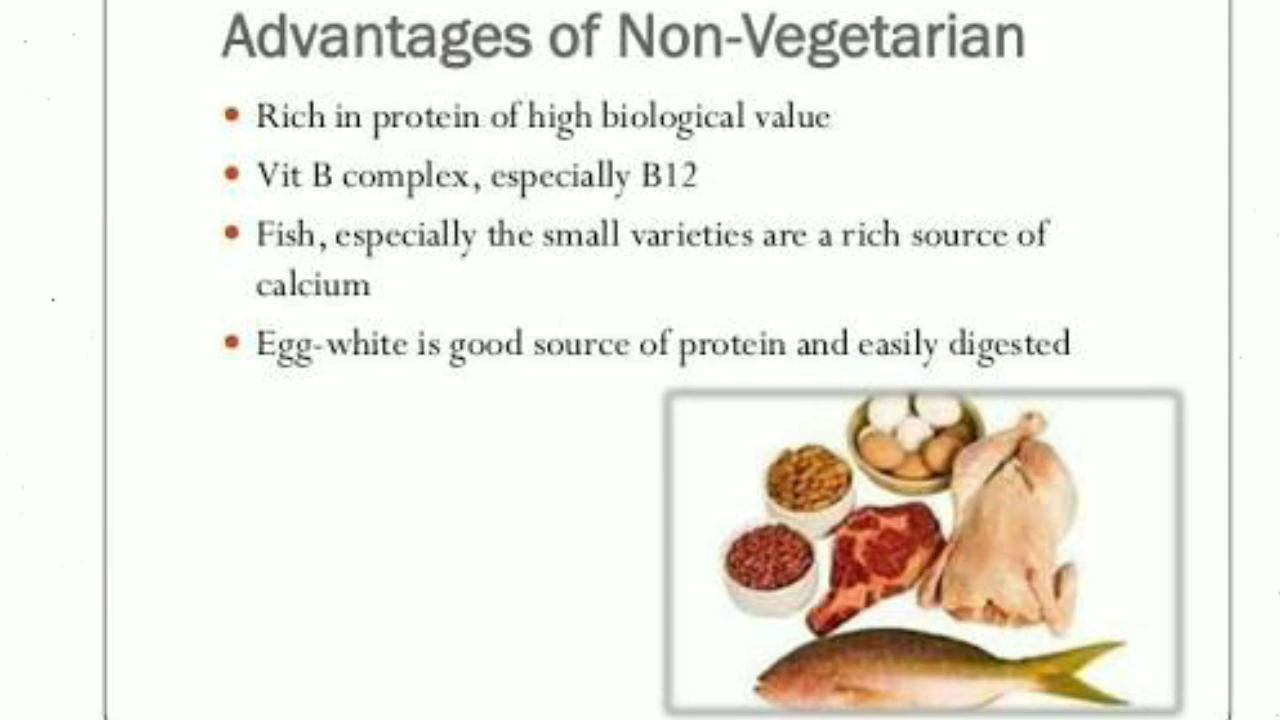 Advantages of Non-Vegetarian
• Rich in protein of high biological value
• Vit B complex, especially B12
• Fish, especially the small varieties are a rich source of
calcium
• Egg-white is good source of protein and easily digested